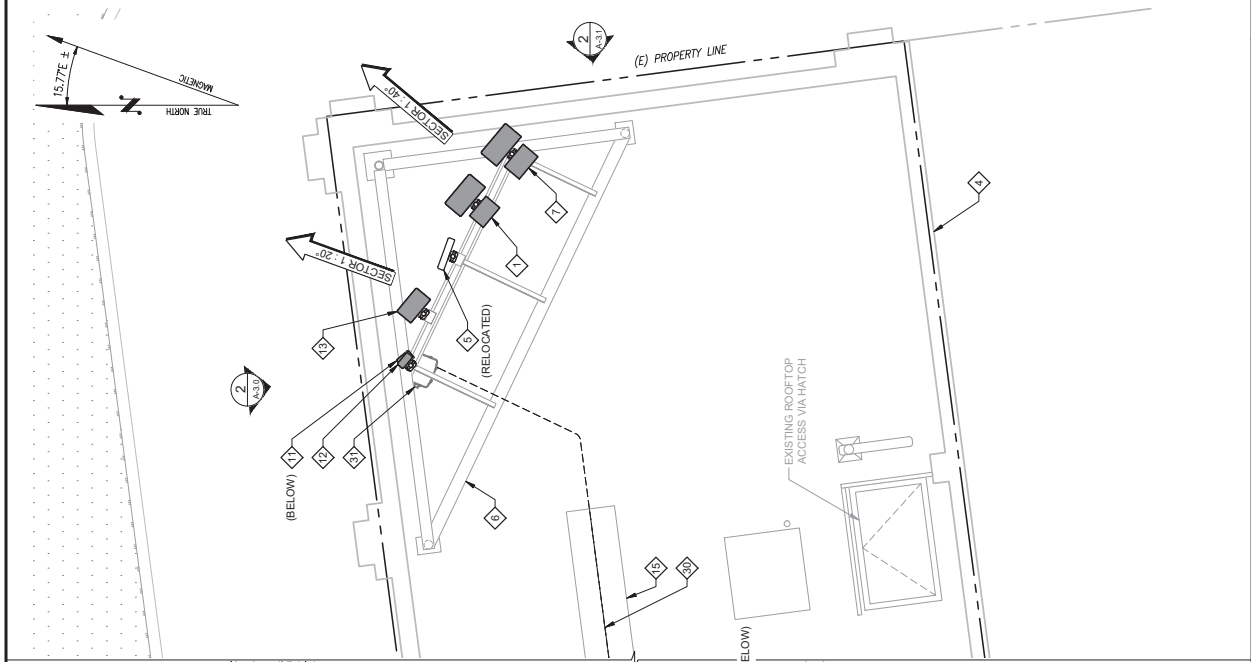 15.77°E ±
MAGNETIC
TRUE NORTH
2
A-3.1
(E) PROPERTY LINE
SECTOR 1 : 40°
SECTOR 1 : 20°
4
7
1
5
(RELOCATED)
13
2
A-3.0
(BELOW)
11
12
31
6
EXISTING ROOFTOP
ACCESS VIA HATCH
15
30
ELOW)